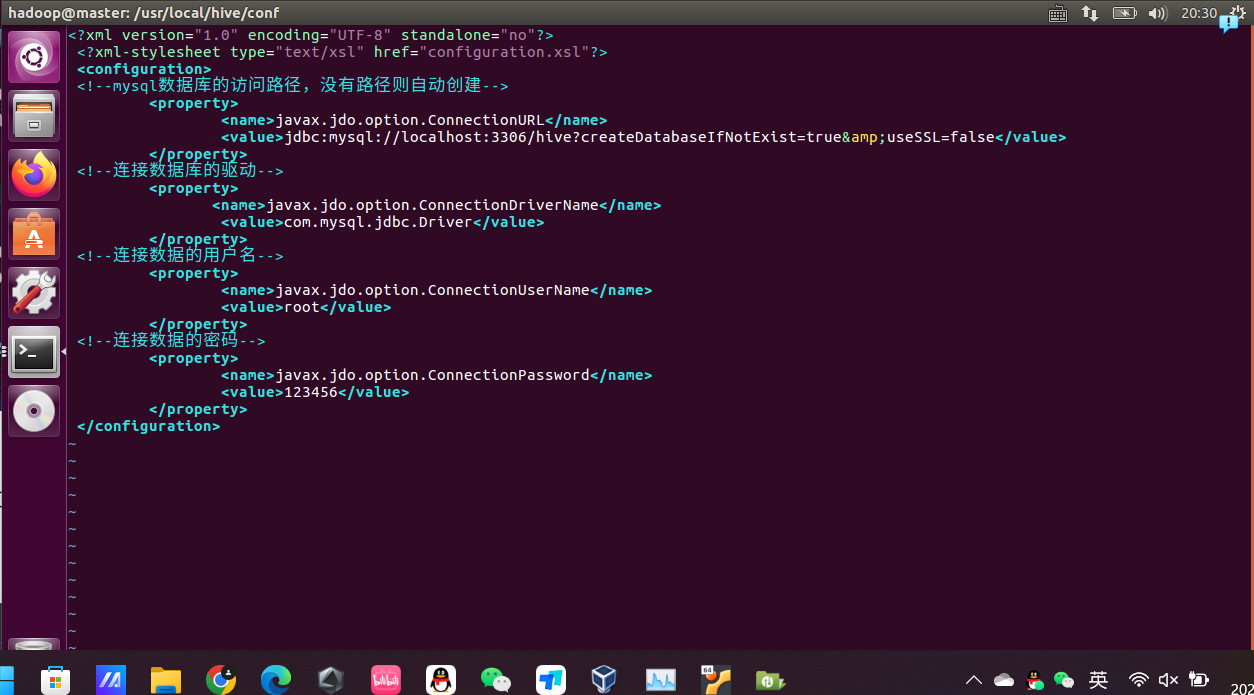 hadoop@master: /usr/local/hive/conf
20:30
<?xml version="1.0" encoding="UTF-8" standalone="no"?>
<?xml-stylesheet type="text/xsl" href="configuration.xsl"?>
<configuration>
<!--mysql数据库的访问路径，没有路径则自动创建-->
<property>
<name>javax.jdo.option.ConnectionURL</name>
<value>jdbc:mysql://localhost:3306/hive?createDatabaseIfNotExist=true&amp;useSSL=false</value>
</property>
<!--连接数据库的驱动-->
<property>
<name>javax.jdo.option.ConnectionDriverName</name>
<value>com.mysql.jdbc.Driver</value>
</property>
<!--连接数据的用户名-->
<property>
<name>javax.jdo.option.ConnectionUserName</name>
<value>root</value>
</property>
<!--连接数据的密码-->
<property>
<name>javax.jdo.option.ConnectionPassword</name>
<value>123456</value>
</property>
</configuration>
~
~
~
~
~
~
~
~
~
~
~
~
~
bilibili
64
英
202